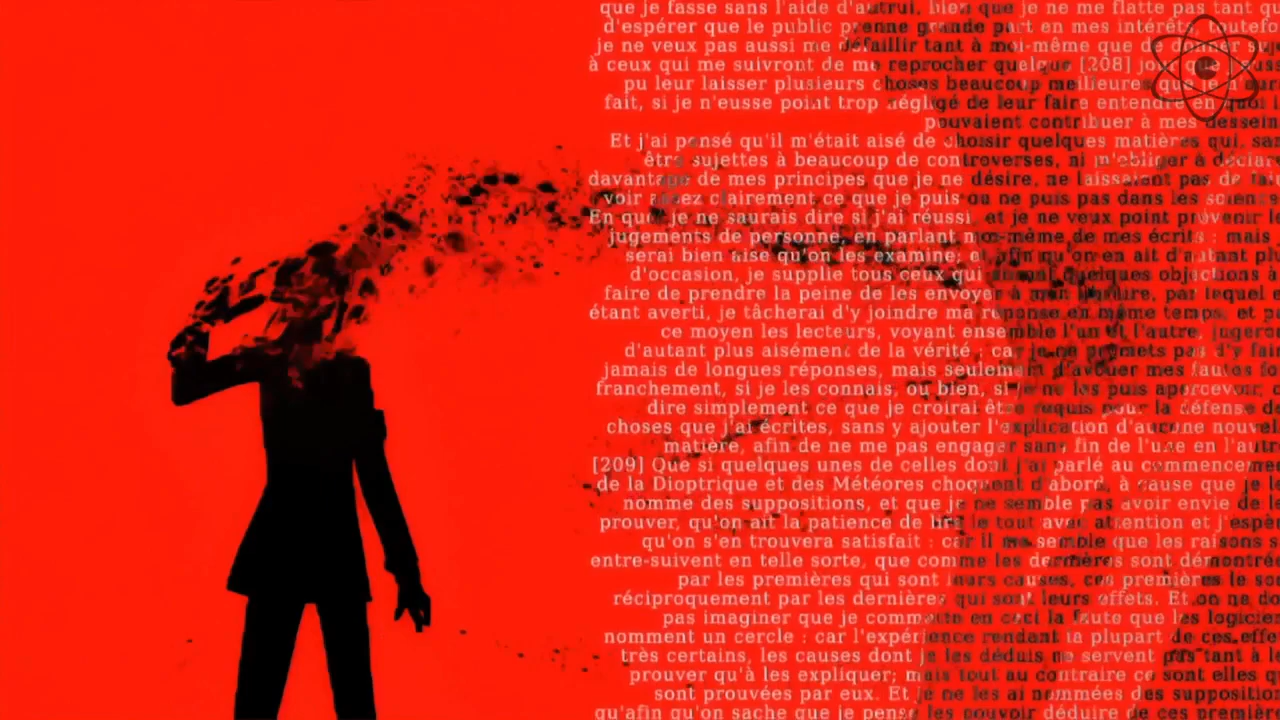 que je fasse sans l'aide d'autrui, bien que je ne me flatte pas tant qu
d'espérer que le public prenne grande part en mes intérêts, toutefo
je ne veux pas aussi me défaillir tant à moi-même que de donner
à ceux qui me suivront de me reprocher quelque [208] jour que j'eusse
pu leur laisser plusieurs choses beaucoup meilleures que je n'aura
fait, si je n'eusse point trop négligé de leur faire entendre en quoi i
pouvaient contribuer à mes desseins
Et j'ai pensé qu'il m'était aisé de choisir quelques matières qui, san
être sujettes à beaucoup de controverses, ni m'obliger à déclare
davantage de mes principes que je ne désire, ne laissaient pas de fai
voir assez clairement ce que je puis ou ne puis pas dans les science
En quoi je ne saurais dire si j'ai réussi, et je ne veux point prévenir le
jugements de personne, en parlant moi-même de mes écrits : mais
serai bien aise qu'on les examine, et afin qu'on en ait d'autant plu
d'occasion, je supplie tous ceux qui auront quelques objections à
faire de prendre la peine de les envoyer à mon libraire, par lequel e
étant averti, je tâcherai d'y joindre ma réponse en même temps, et pa
ce moyen les lecteurs, voyant ensemble l'un et l'autre, jugeron
d'autant plus aisément de la vérité : car je ne promets pas d'y fair
jamais de longues réponses, mais seulement d'avouer mes fautes fo
franchement, si je les connais, ou bien, si je ne les puis apercevoir, d
dire simplement ce que je croirai être requis pour la défense de
choses que j'ai écrites, sans y ajouter l'explication d'aucune nouvel
matière, afin de ne me pas engager sans fin de l'une en l'autr
[209] Que si quelques unes de celles dont j'ai parlé au commencemen
de la Dioptrique et des Météores choquent d'abord, à cause que je le
nomme des suppositions, et que je ne semble pas avoir envie de le
prouver, qu'on ait la patience de lire le tout avec attention et j'espèr
qu'on s'en trouvera satisfait : car il me semble que les raisons s
entre-suivent en telle sorte, que comme les dernières sont démontrée
par les premières qui sont leurs causes, ces premières le son
réciproquement par les dernières qui sont leurs effets. Et on ne do
pas imaginer que je commette en ceci la faute que les logicien
nomment un cercle : car l'expérience rendant la plupart de ces effe
très certains, les causes dont je les déduis ne servent pas tant à le
prouver qu'à les expliquer; mais tout au contraire ce sont elles qu
sont prouvées par eux. Et je ne les ai nommées des supposition
qu'afin qu'on sache que je pense les pouvoir déduire de ces première